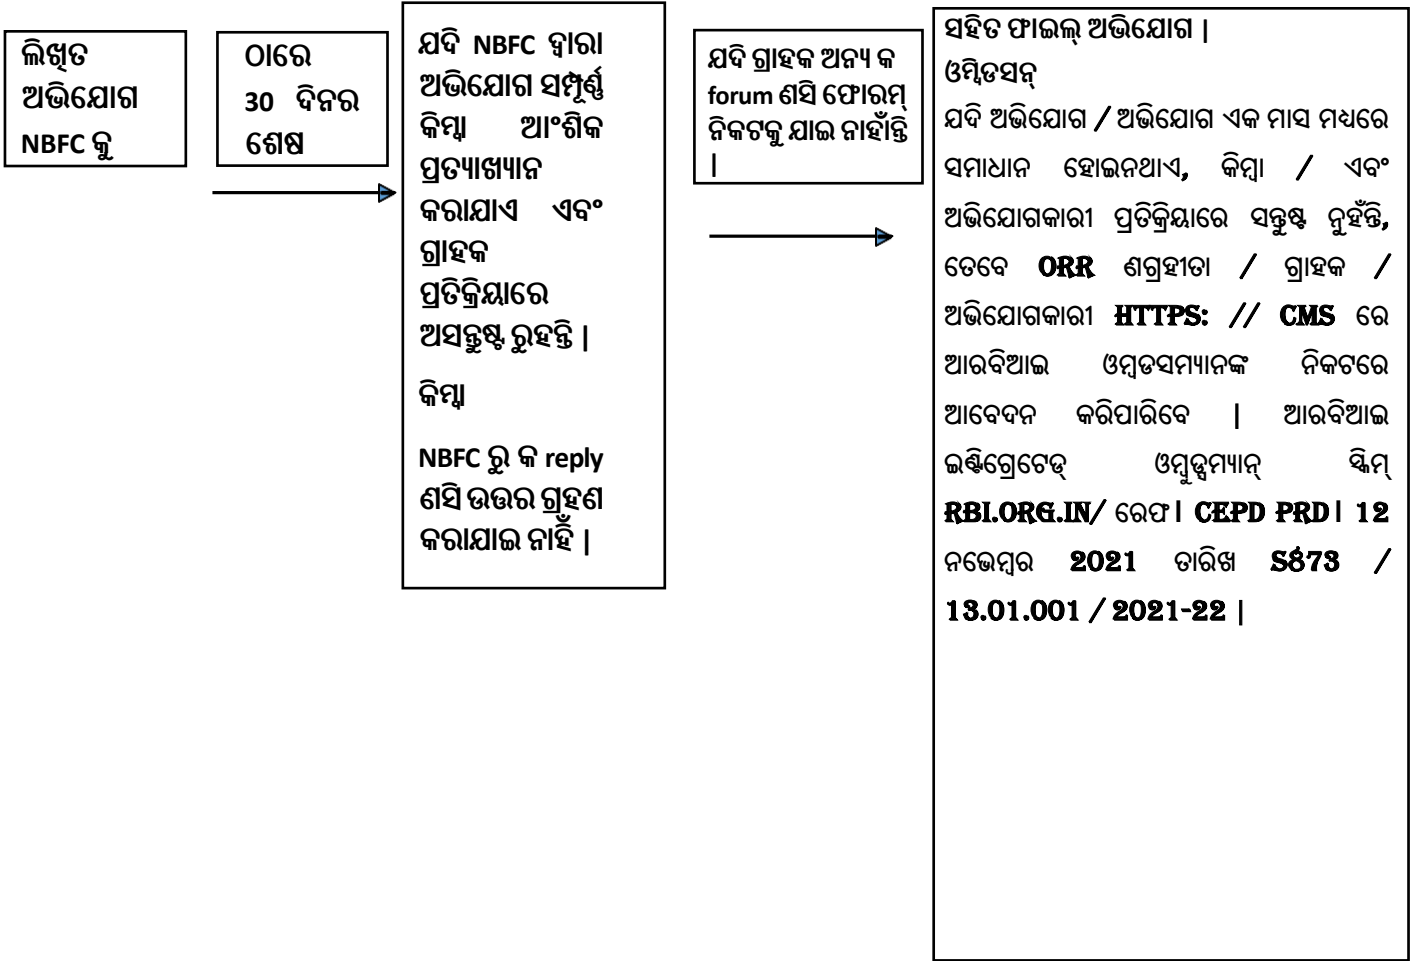 ଲିଖିତ
ଅଭିଯୋଗ
NBFC କୁ
ଠାରେ
30 ଦିନର
ଶେଷ
ଯଦି NBFC ଦ୍ୱାରା
ଅଭିଯୋଗ ସମ୍ପୂର୍ଣ୍ଣ
କିମ୍ବା ଆଂଶିକ
ପ୍ରତ୍ୟାଖ୍ୟାନ
କରାଯାଏ ଏବଂ
ଗ୍ରାହକ
ପ୍ରତିକ୍ରିୟାରେ
ଅସନ୍ତୁଷ୍ଟ ରୁହନ୍ତି |
କିମ୍ବା
NBFC ରୁ କ reply
ଣସି ଉତ୍ତର ଗ୍ରହଣ
କରାଯାଇ ନାହିଁ |
ଯଦି ଗ୍ରାହକ ଅନ୍ୟ କ
forum ଣସି ଫୋରମ୍
ନିକଟକୁ ଯାଇ ନାହାଁନ୍ତି
|
ସହିତ ଫାଇଲ୍ ଅଭିଯୋଗ |
ଓମ୍ବିଡସନ୍
ଯଦି ଅଭିଯୋଗ / ଅଭିଯୋଗ ଏକ ମାସ ମଧ୍ୟରେ
ସମାଧାନ ହୋଇନଥାଏ, କିମ୍ବା / ଏବଂ
ଅଭିଯୋଗକାରୀ ପ୍ରତିକ୍ରିୟାରେ ସନ୍ତୁଷ୍ଟ ନୁହଁନ୍ତି,
ତେବେ ORR ଣଗ୍ରହୀତା / ଗ୍ରାହକ /
ଅଭିଯୋଗକାରୀ HTTPS: // CMS ରେ
ଆରବିଆଇ ଓମ୍ବଡସମ୍ୟାନଙ୍କ ନିକଟରେ
ଆବେଦନ କରିପାରିବେ | ଆରବିଆଇ
ଇଣ୍ଟିଗ୍ରେଟେଡ୍ ଓମ୍ବୁଡ୍ସମ୍ୟାନ୍ ସ୍କିମ୍
RBI.ORG.IN/ ରେଫ। CEPD PRD। 12
ନଭେମ୍ବର 2021 ତାରିଖ S873 /
13.01.001 / 2021-22 |